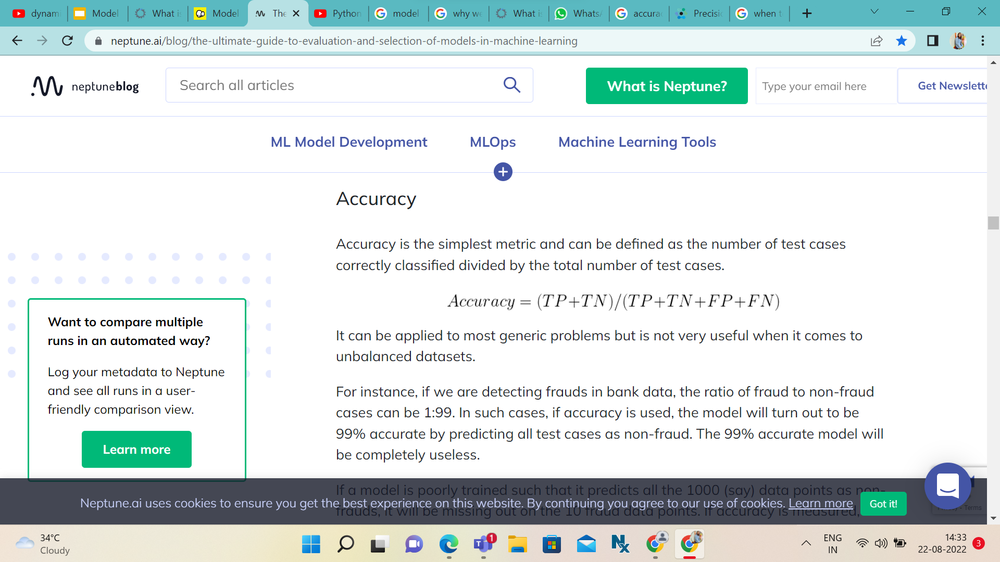 dynami
Model
What is
Model
The
Python
model
why we
What is
WhatsA
accurac
Precisio
when t
neptune.ai/blog/the-ultimate-guide-to-evaluation-and-selection-of-models-in-machine-learning
neptuneblog
Search all articles
What is Neptune?
Type your email here
Get Newslette
ML Model Development
MLOps
Machine Learning Tools
Accuracy
Accuracy is the simplest metric and can be defined as the number of test cases
correctly classified divided by the total number of test cases.
Accuracy = (TP+TN)/(TP+TN+FP+FN)
It can be applied to most generic problems but is not very useful when it comes to
unbalanced datasets.
For instance, if we are detecting frauds in bank data, the ratio of fraud to non-fraud
cases can be 1:99. In such cases, if accuracy is used, the model will turn out to be
99% accurate by predicting all test cases as non-fraud. The 99% accurate model will
be completely useless.
If a model is poorly trained such that it predicts all the 1000 (say) data points as non-
frauds, it will be missing out on the 10 fraud data points. If accuracy is measured,
Want to compare multiple
runs in an automated way?
Log your metadata to Neptune
and see all runs in a user-
friendly comparison view.
Learn more
Neptune.ai uses cookies to ensure you get the best experience on this website. By continuing you agree to our use of cookies. Learn more
Got it!
Terms
34°C
Cloudy
1
ENG
IN
14:33
22-08-2022
3